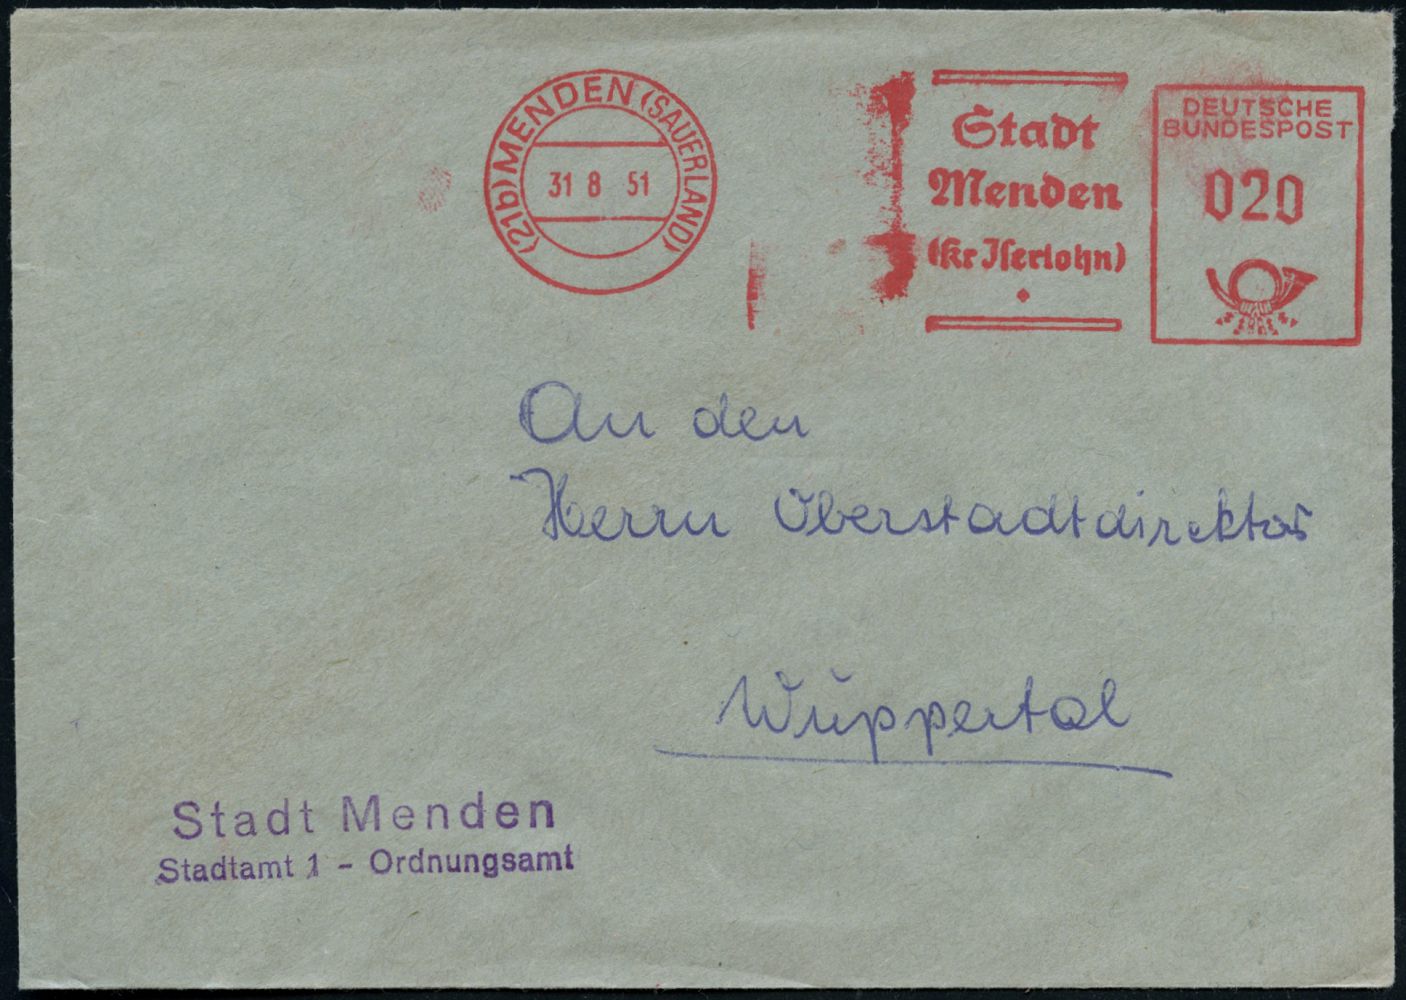 (21b) MENDEN (SAUERLAND)
31 8 51
Stadt
Menden
(Kr Iserlohn)
DEUTSCHE
BUNDESPOST
020
An den
Herrn Oberstadtdirektor
Wuppertal
Stadt Menden
Stadtamt 1 - Ordnungsamt